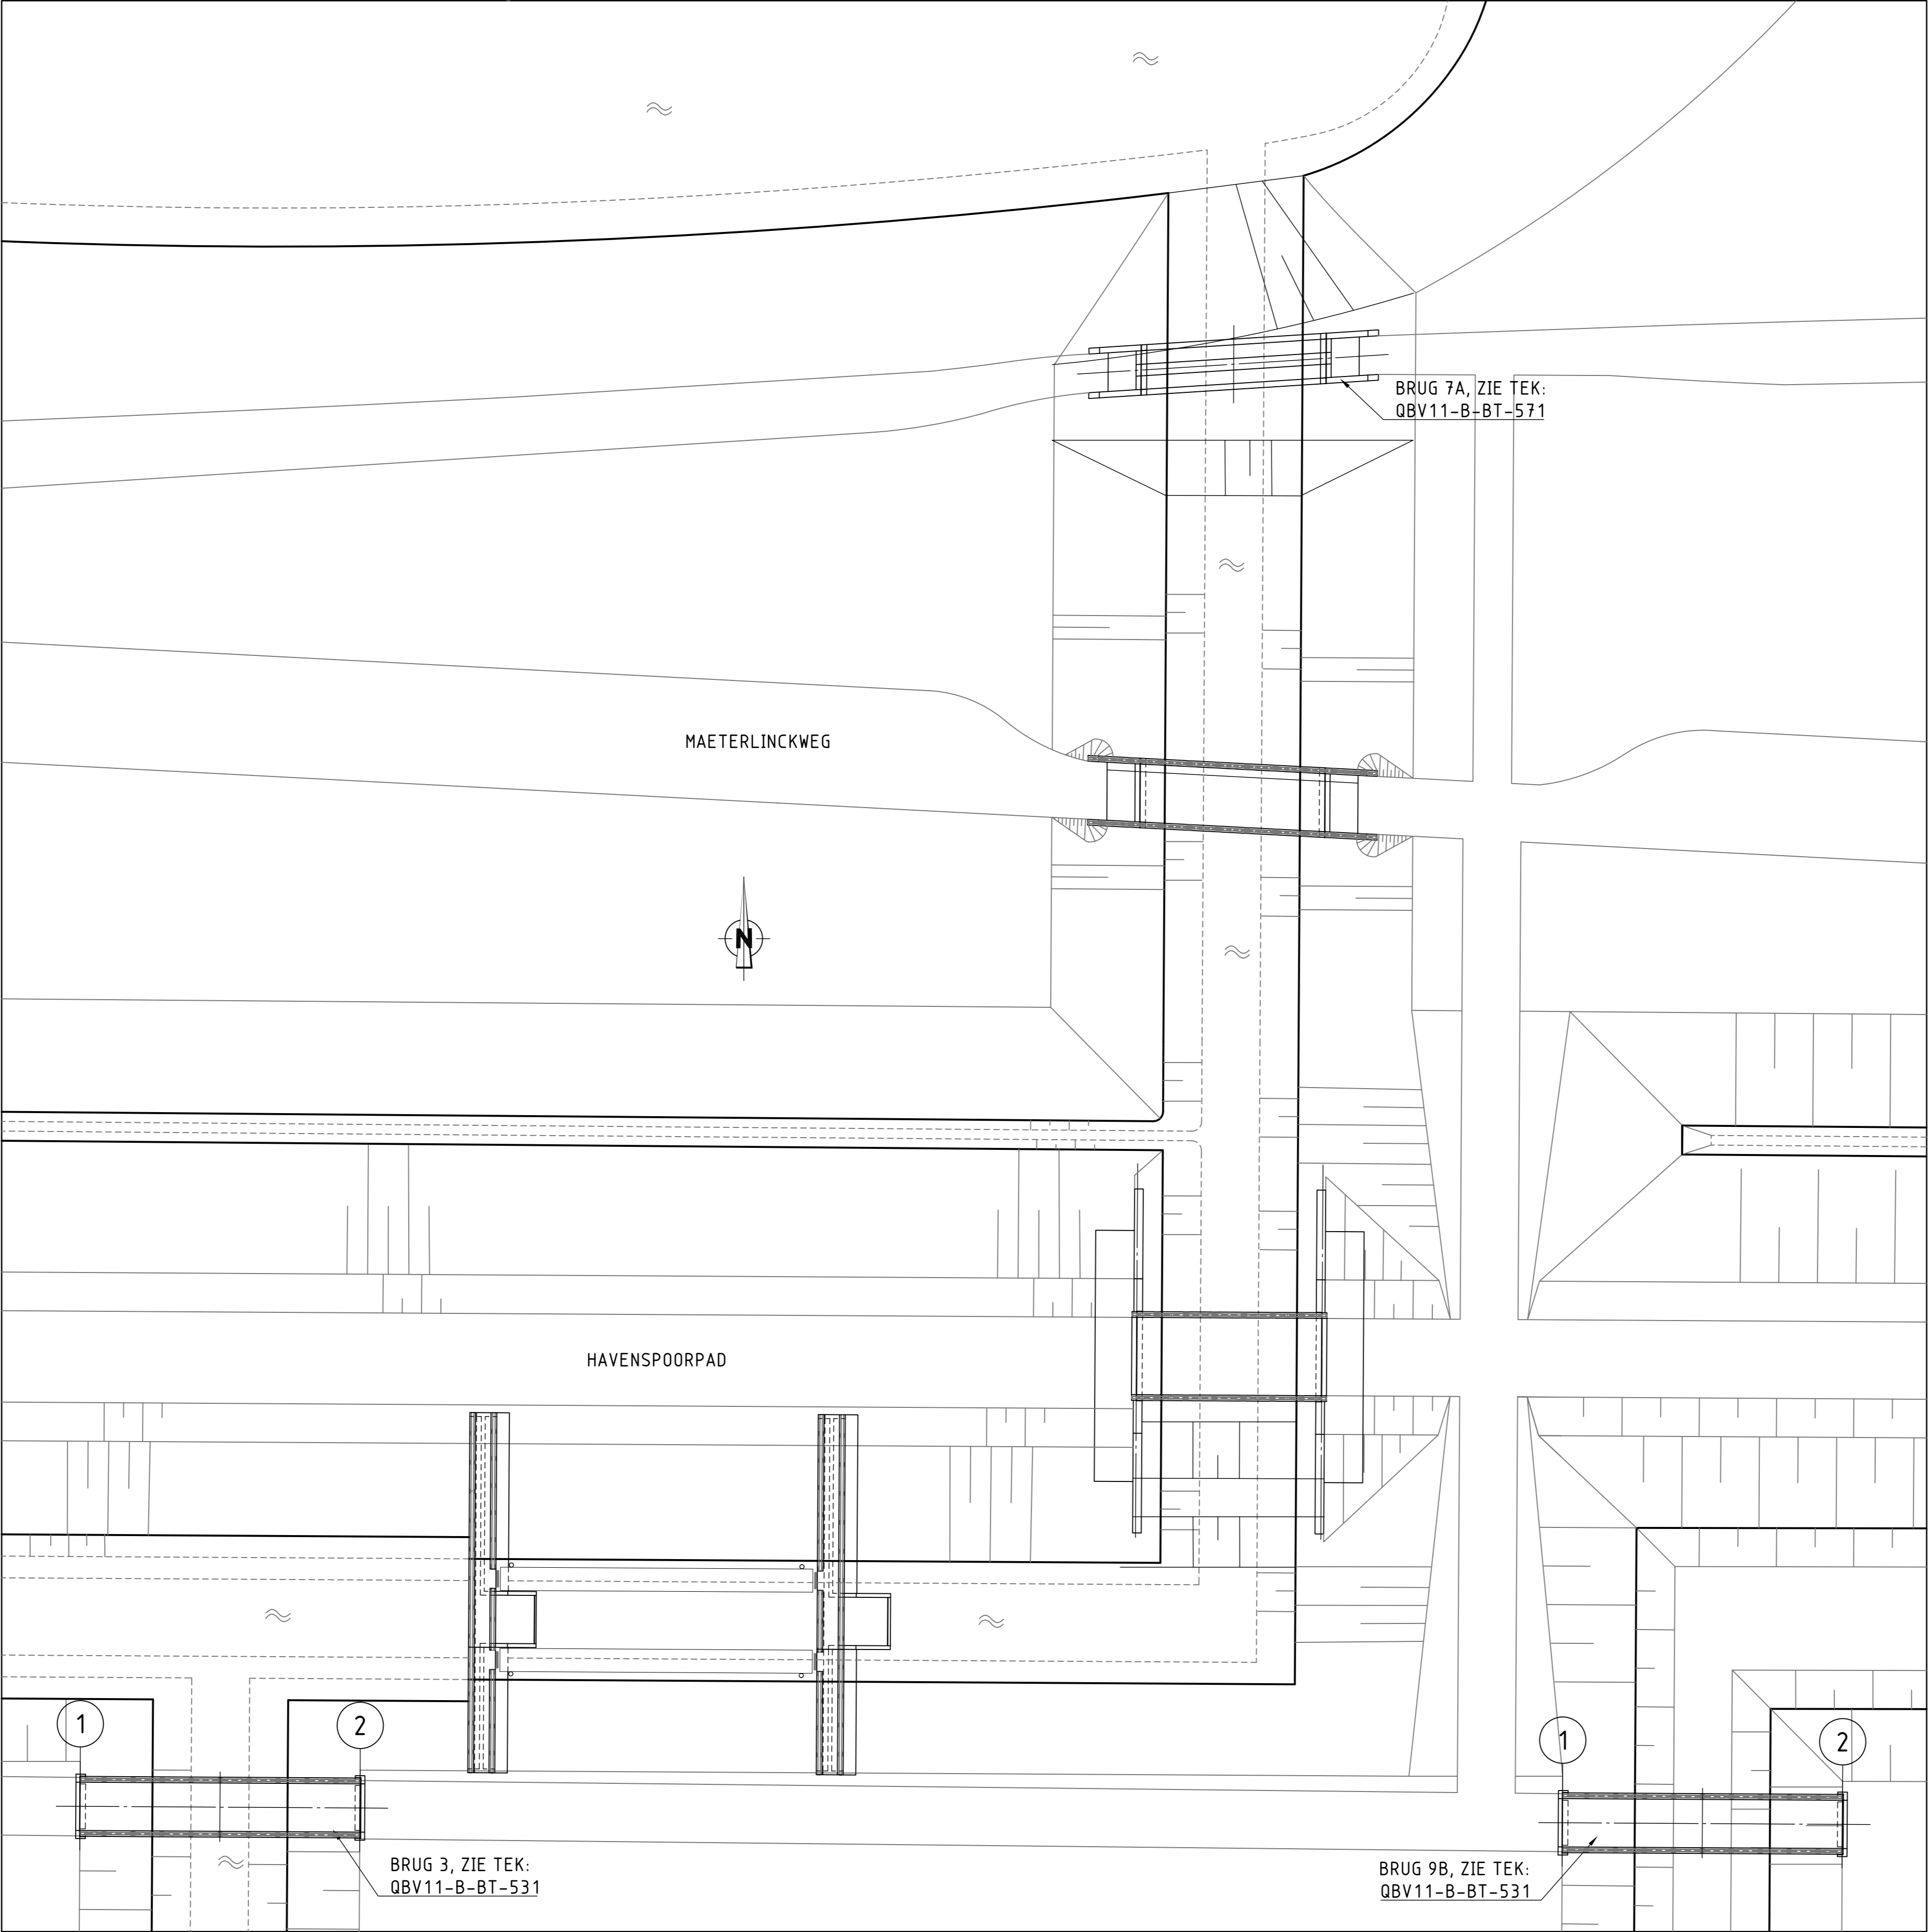 BRUG 7A, ZIE TEK:
QBV11-B-BT-571
MAETERLINCKWEG
N
HAVENSPOORPAD
1
2
1
2
BRUG 3, ZIE TEK:
QBV11-B-BT-531
BRUG 9B, ZIE TEK:
QBV11-B-BT-531